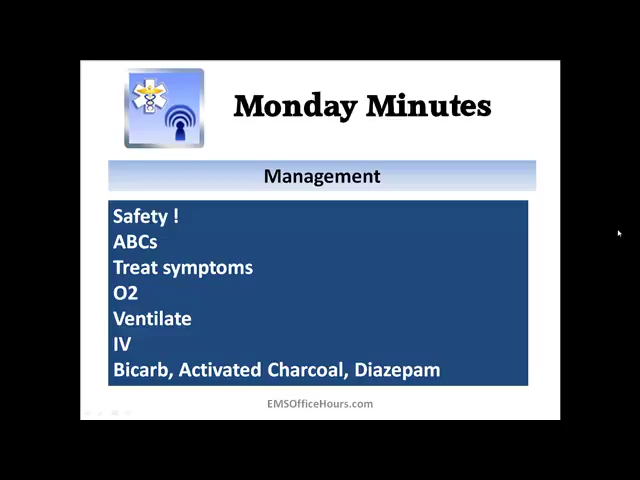 Monday Minutes
Management
Safety !
ABCs
Treat symptoms
O2
Ventilate
IV
Bicarb, Activated Charcoal, Diazepam
EMSOfficeHours.com